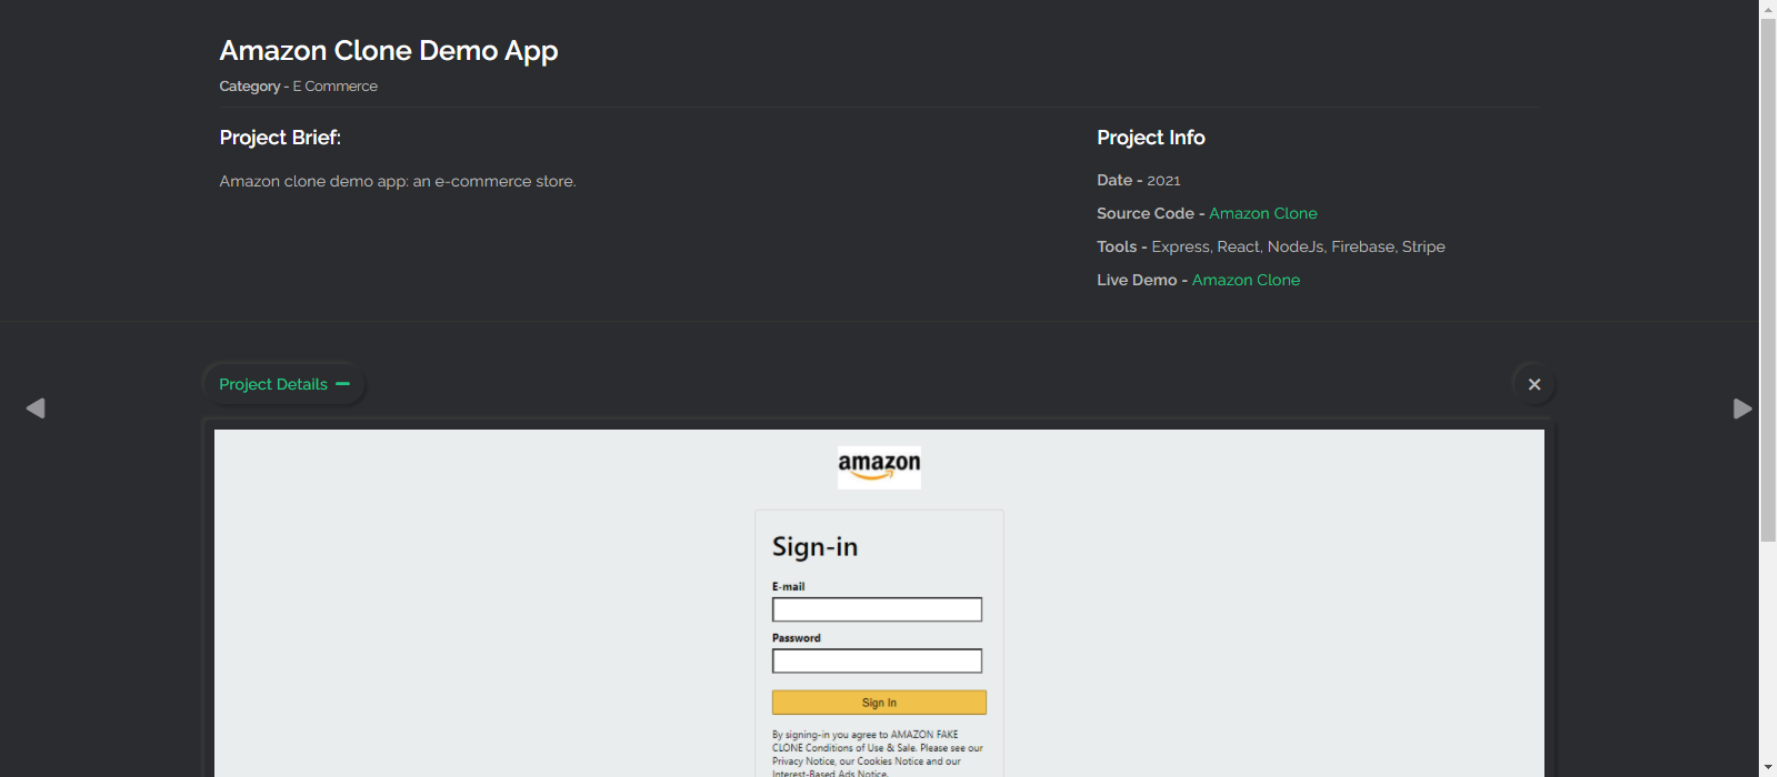 Amazon Clone Demo App
Category - E Commerce
Project Brief:
Amazon clone demo app: an e-commerce store.
Project Info
Date - 2021
Source Code - Amazon Clone
Tools - Express, React, NodeJs, Firebase, Stripe
Live Demo - Amazon Clone
Project Details
amazon
Sign-in
E-mail
Password
Sign In
By signing-in you agree to AMAZON FAKE
CLONE Conditions of Use & Sale. Please see our
Privacy Notice, our Cookies Notice and our
Interest-Based Ads Notice.